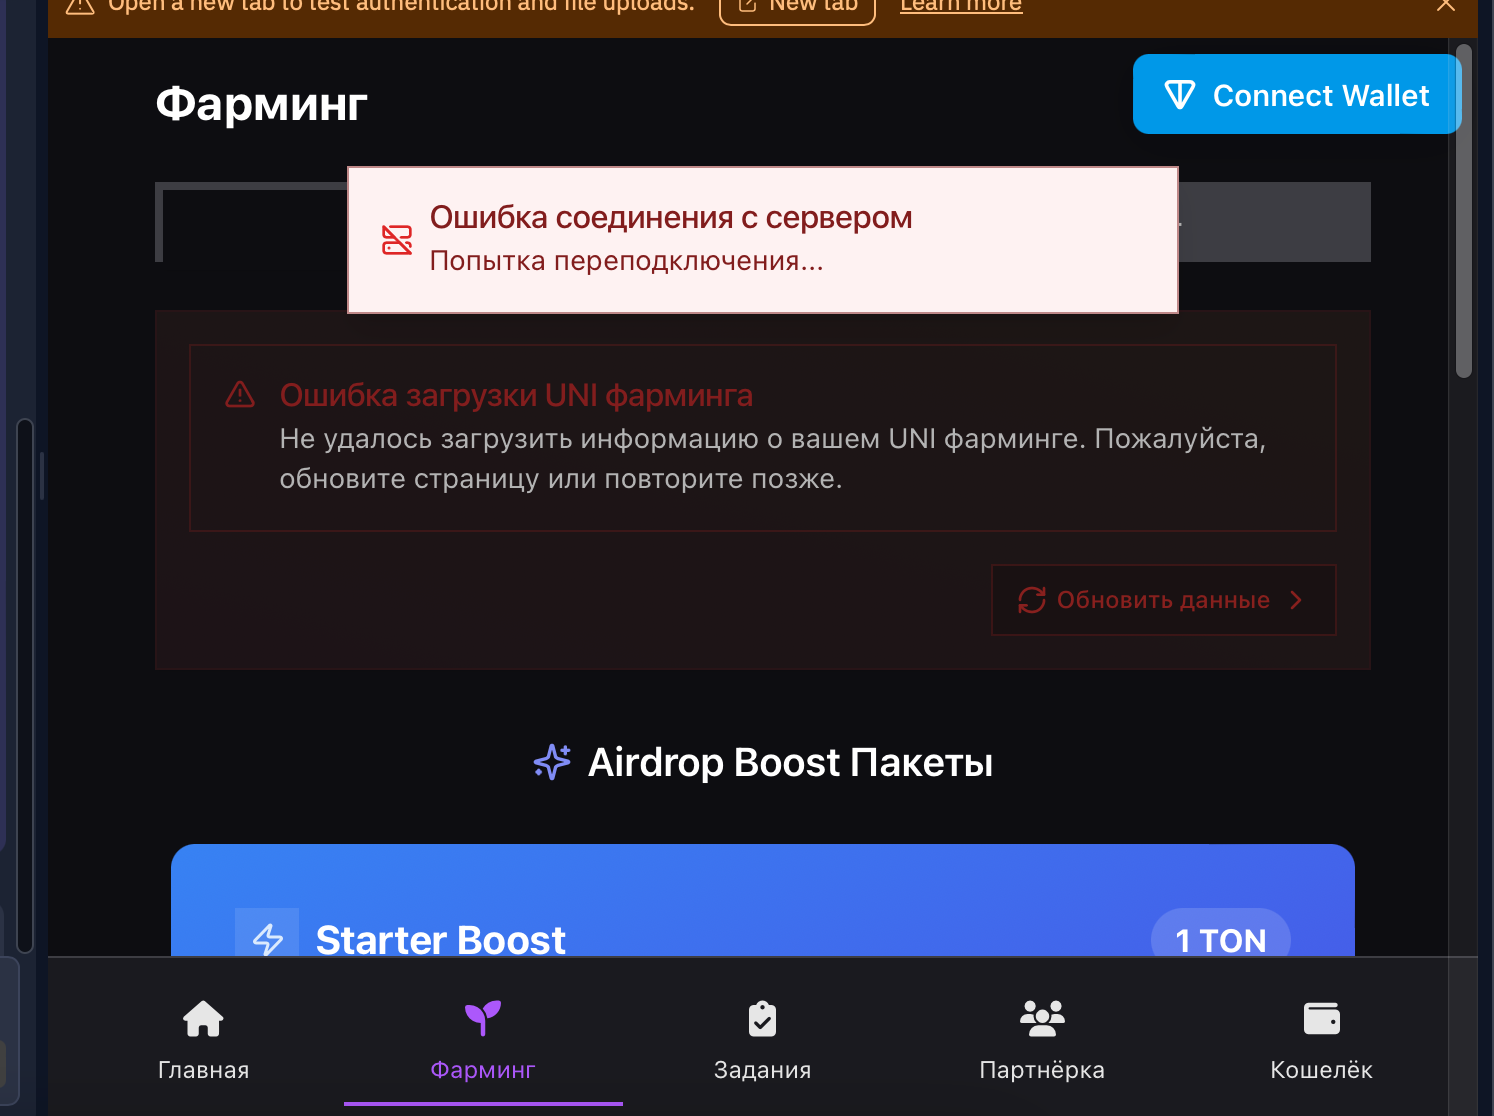 Open a new tab to test authentication and file uploads. New tab Learn more
Фарминг
Connect Wallet
Ошибка соединения с сервером
Попытка переподключения...
Ошибка загрузки UNI фарминга
Не удалось загрузить информацию о вашем UNI фарминге. Пожалуйста,
обновите страницу или повторите позже.
Обновить данные
Airdrop Boost Пакеты
Starter Boost
1 TON
Главная
Фарминг
Задания
Партнёрка
Кошелёк